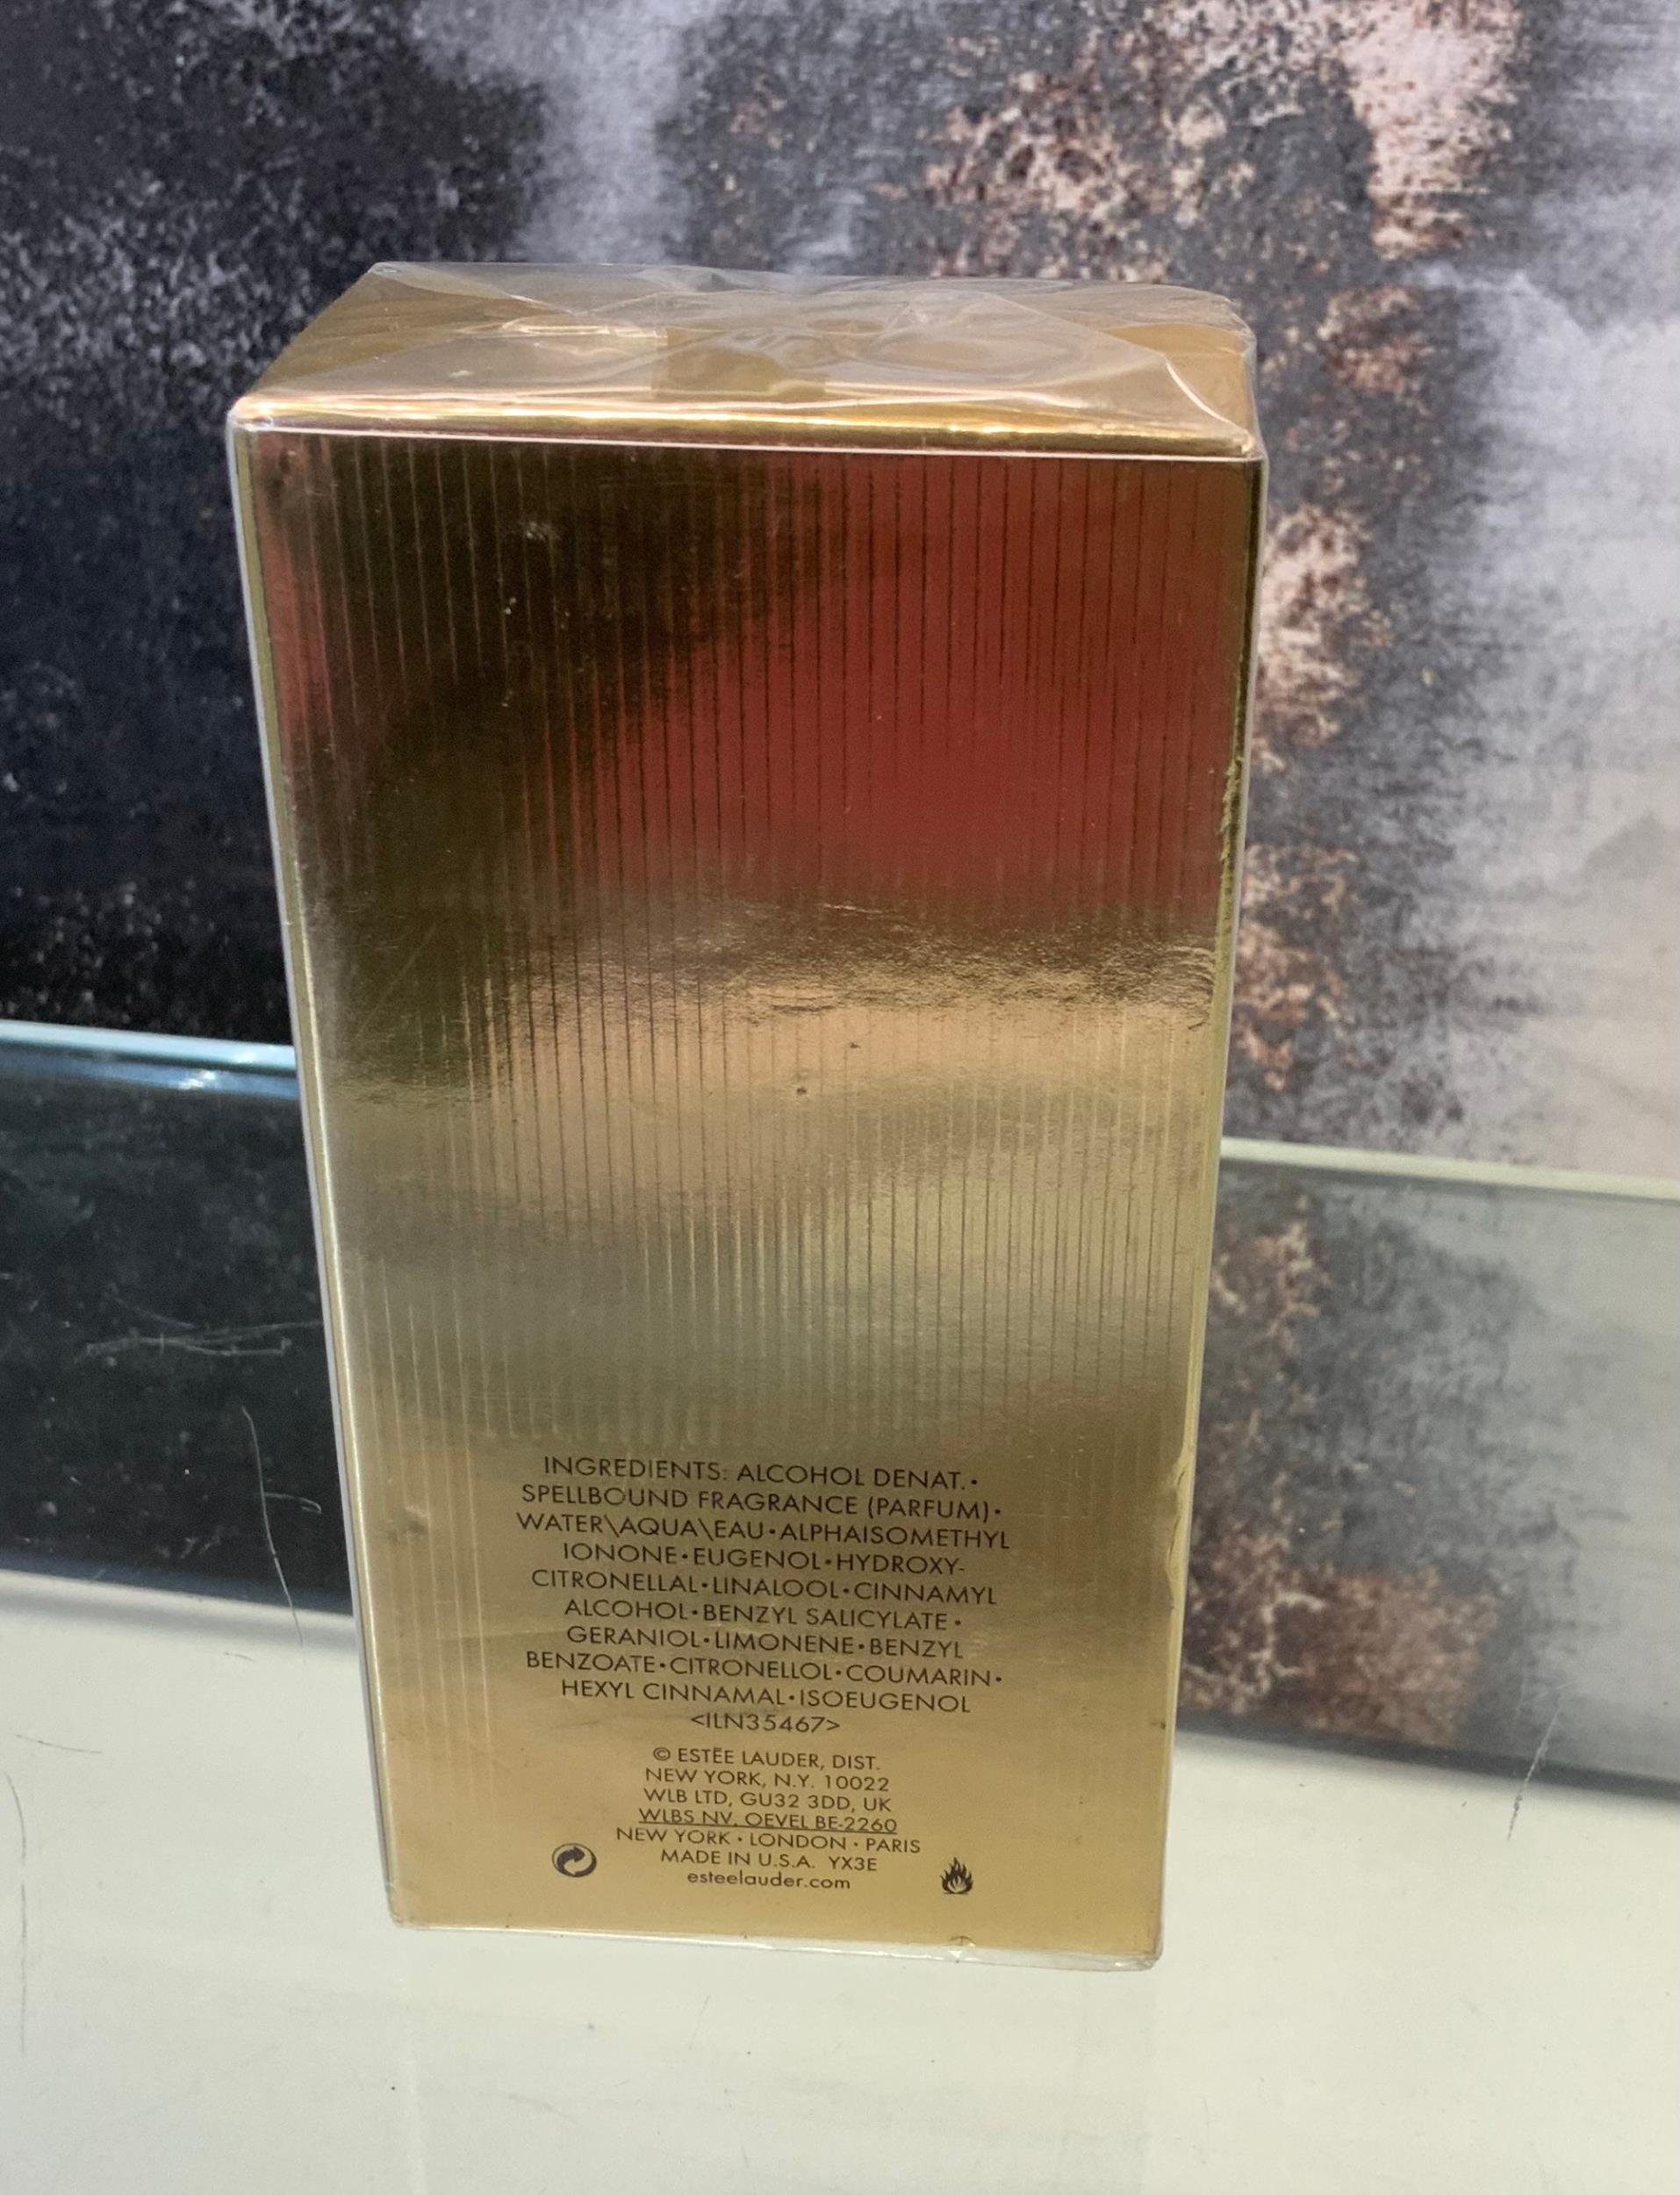 INGREDIENTS: ALCOHOL DENAT.•
SPELLBOUND FRAGRANCE (PARFUM)•
WATER\AQUA\EAU•ALPHAISOMETHYL
IONONE•EUGENOL•HYDROXY-
CITRONELLAL•LINALOOL•CINNAMYL
ALCOHOL•BENZYL SALICYLATE•
GERANIOL•LIMONENE•BENZYL
BENZOATE•CITRONELLOL•COUMARIN•
HEXYL CINNAMAL•ISOEUGENOL
<ILN35467>
© ESTĒE LAUDER, DIST.
NEW YORK, N.Y. 10022
WLB LTD, GU32 3DD, UK
WLBS NV. OEVEL BE-2260
NEW YORK • LONDON • PARIS
MADE IN U.S.A. YX3E
esteelauder.com